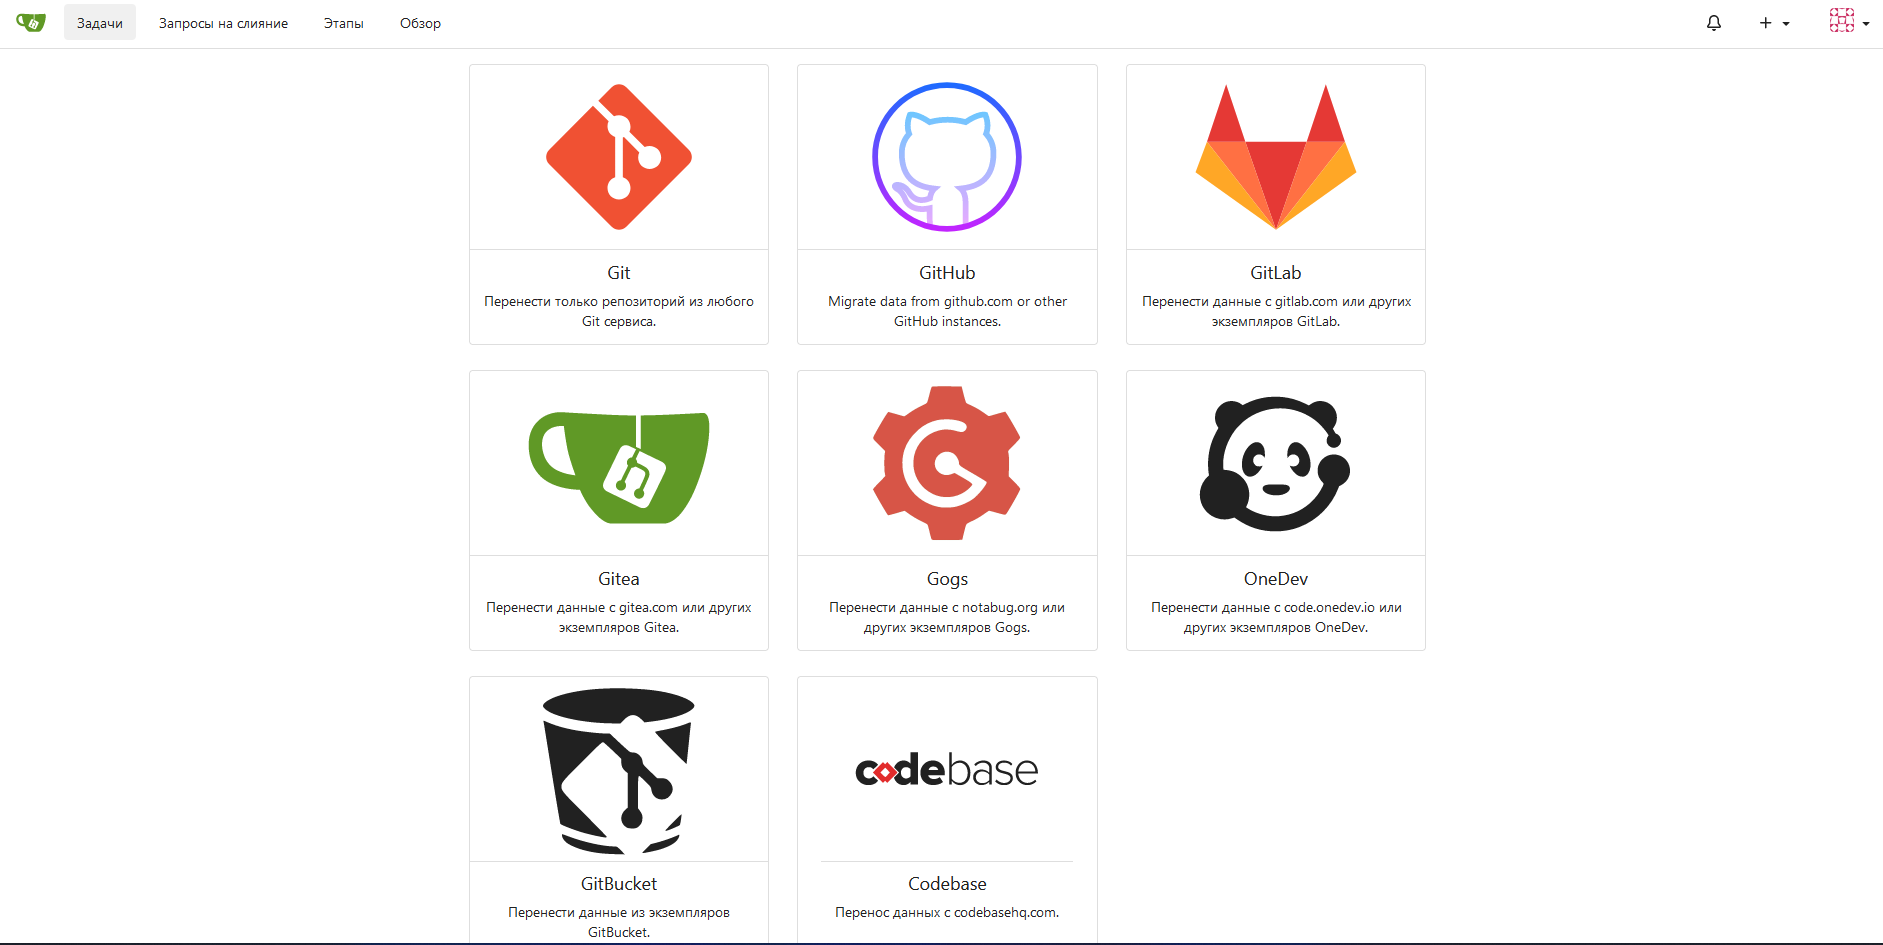 Задачи
Запросы на слияние
Этапы
Обзор
Git
Перенести только репозиторий из любого
Git сервиса.
GitHub
Migrate data from github.com or other
GitHub instances.
GitLab
Перенести данные с gitlab.com или других
экземпляров GitLab.
Gitea
Перенести данные с gitea.com или других
экземпляров Gitea.
Gogs
Перенести данные с notabug.org или
других экземпляров Gogs.
OneDev
Перенести данные с code.onedev.io или
других экземпляров OneDev.
GitBucket
Перенести данные из экземпляров
GitBucket.
codebase
Codebase
Перенос данных с codebasehq.com.